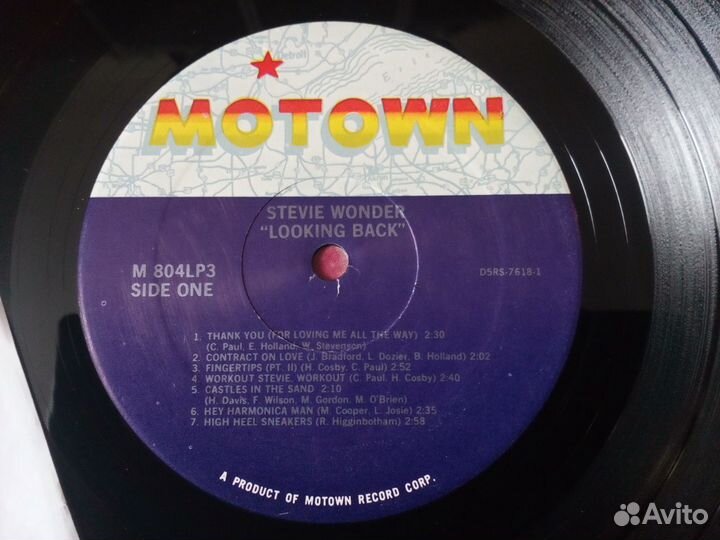 Detroit
Erie
MOTOWN®
STEVIE WONDER
"LOOKING BACK"
M 804LP3
SIDE ONE
D5RS-7618-1
1. THANK YOU (FOR LOVING ME ALL THE WAY) 2:30
(C. Paul, E. Holland, W. Stevenson)
2. CONTRACT ON LOVE (J. Bradford, L. Dozier, B. Holland) 2:02
3. FINGERTIPS (PT. II) (H. Cosby, C. Paul) 2:52
4. WORKOUT STEVIE, WORKOUT (C. Paul, H. Cosby) 2:40
5. CASTLES IN THE SAND 2:10
(H. Davis, F. Wilson, M. Gordon, M. O'Brien)
6. HEY HARMONICA MAN (M. Cooper, L. Josie) 2:35
7. HIGH HEEL SNEAKERS (R. Higginbotham) 2:58
A PRODUCT OF MOTOWN RECORD CORP.
Avito